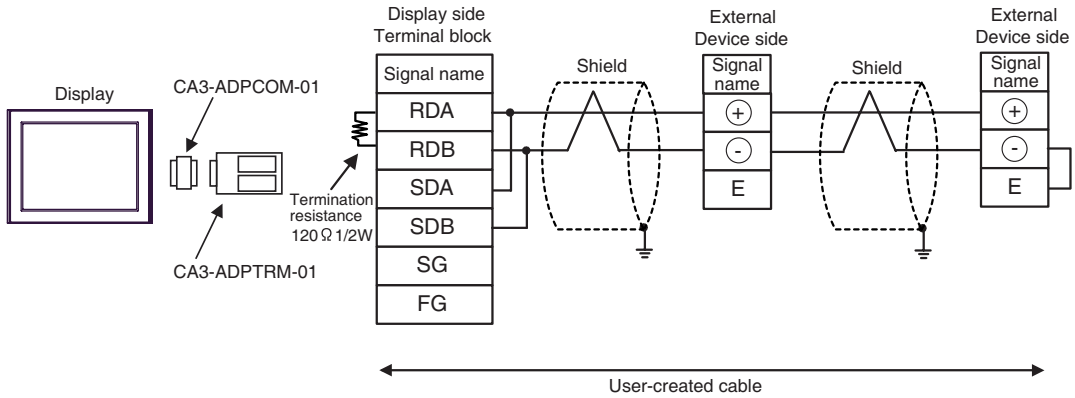 Display
CA3-ADPCOM-01
CA3-ADPTRM-01
Termination
resistance
120 Ω 1/2W
Display side
Terminal block
Signal name
RDA
RDB
SDA
SDB
SG
FG
Shield
External
Device side
Signal
name
+
-
E
Shield
External
Device side
Signal
name
+
-
E
User-created cable